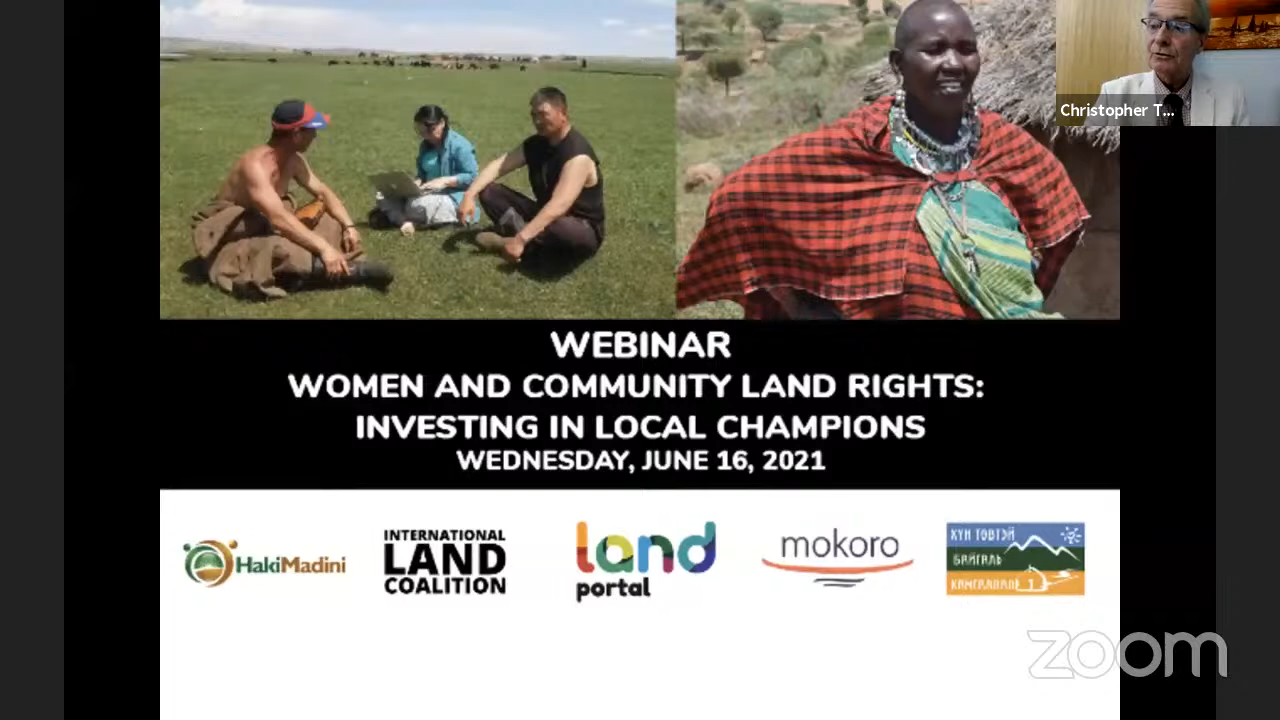 Christopher T...
WEBINAR
WOMEN AND COMMUNITY LAND RIGHTS:
INVESTING IN LOCAL CHAMPIONS
WEDNESDAY, JUNE 16, 2021
HakiMadini
INTERNATIONAL
LAND
COALITION
land
portal
mokoro
ХҮН ТӨВТЭЙ
БАЙГАЛЬ
ХАМГААЛАЛ
zoom